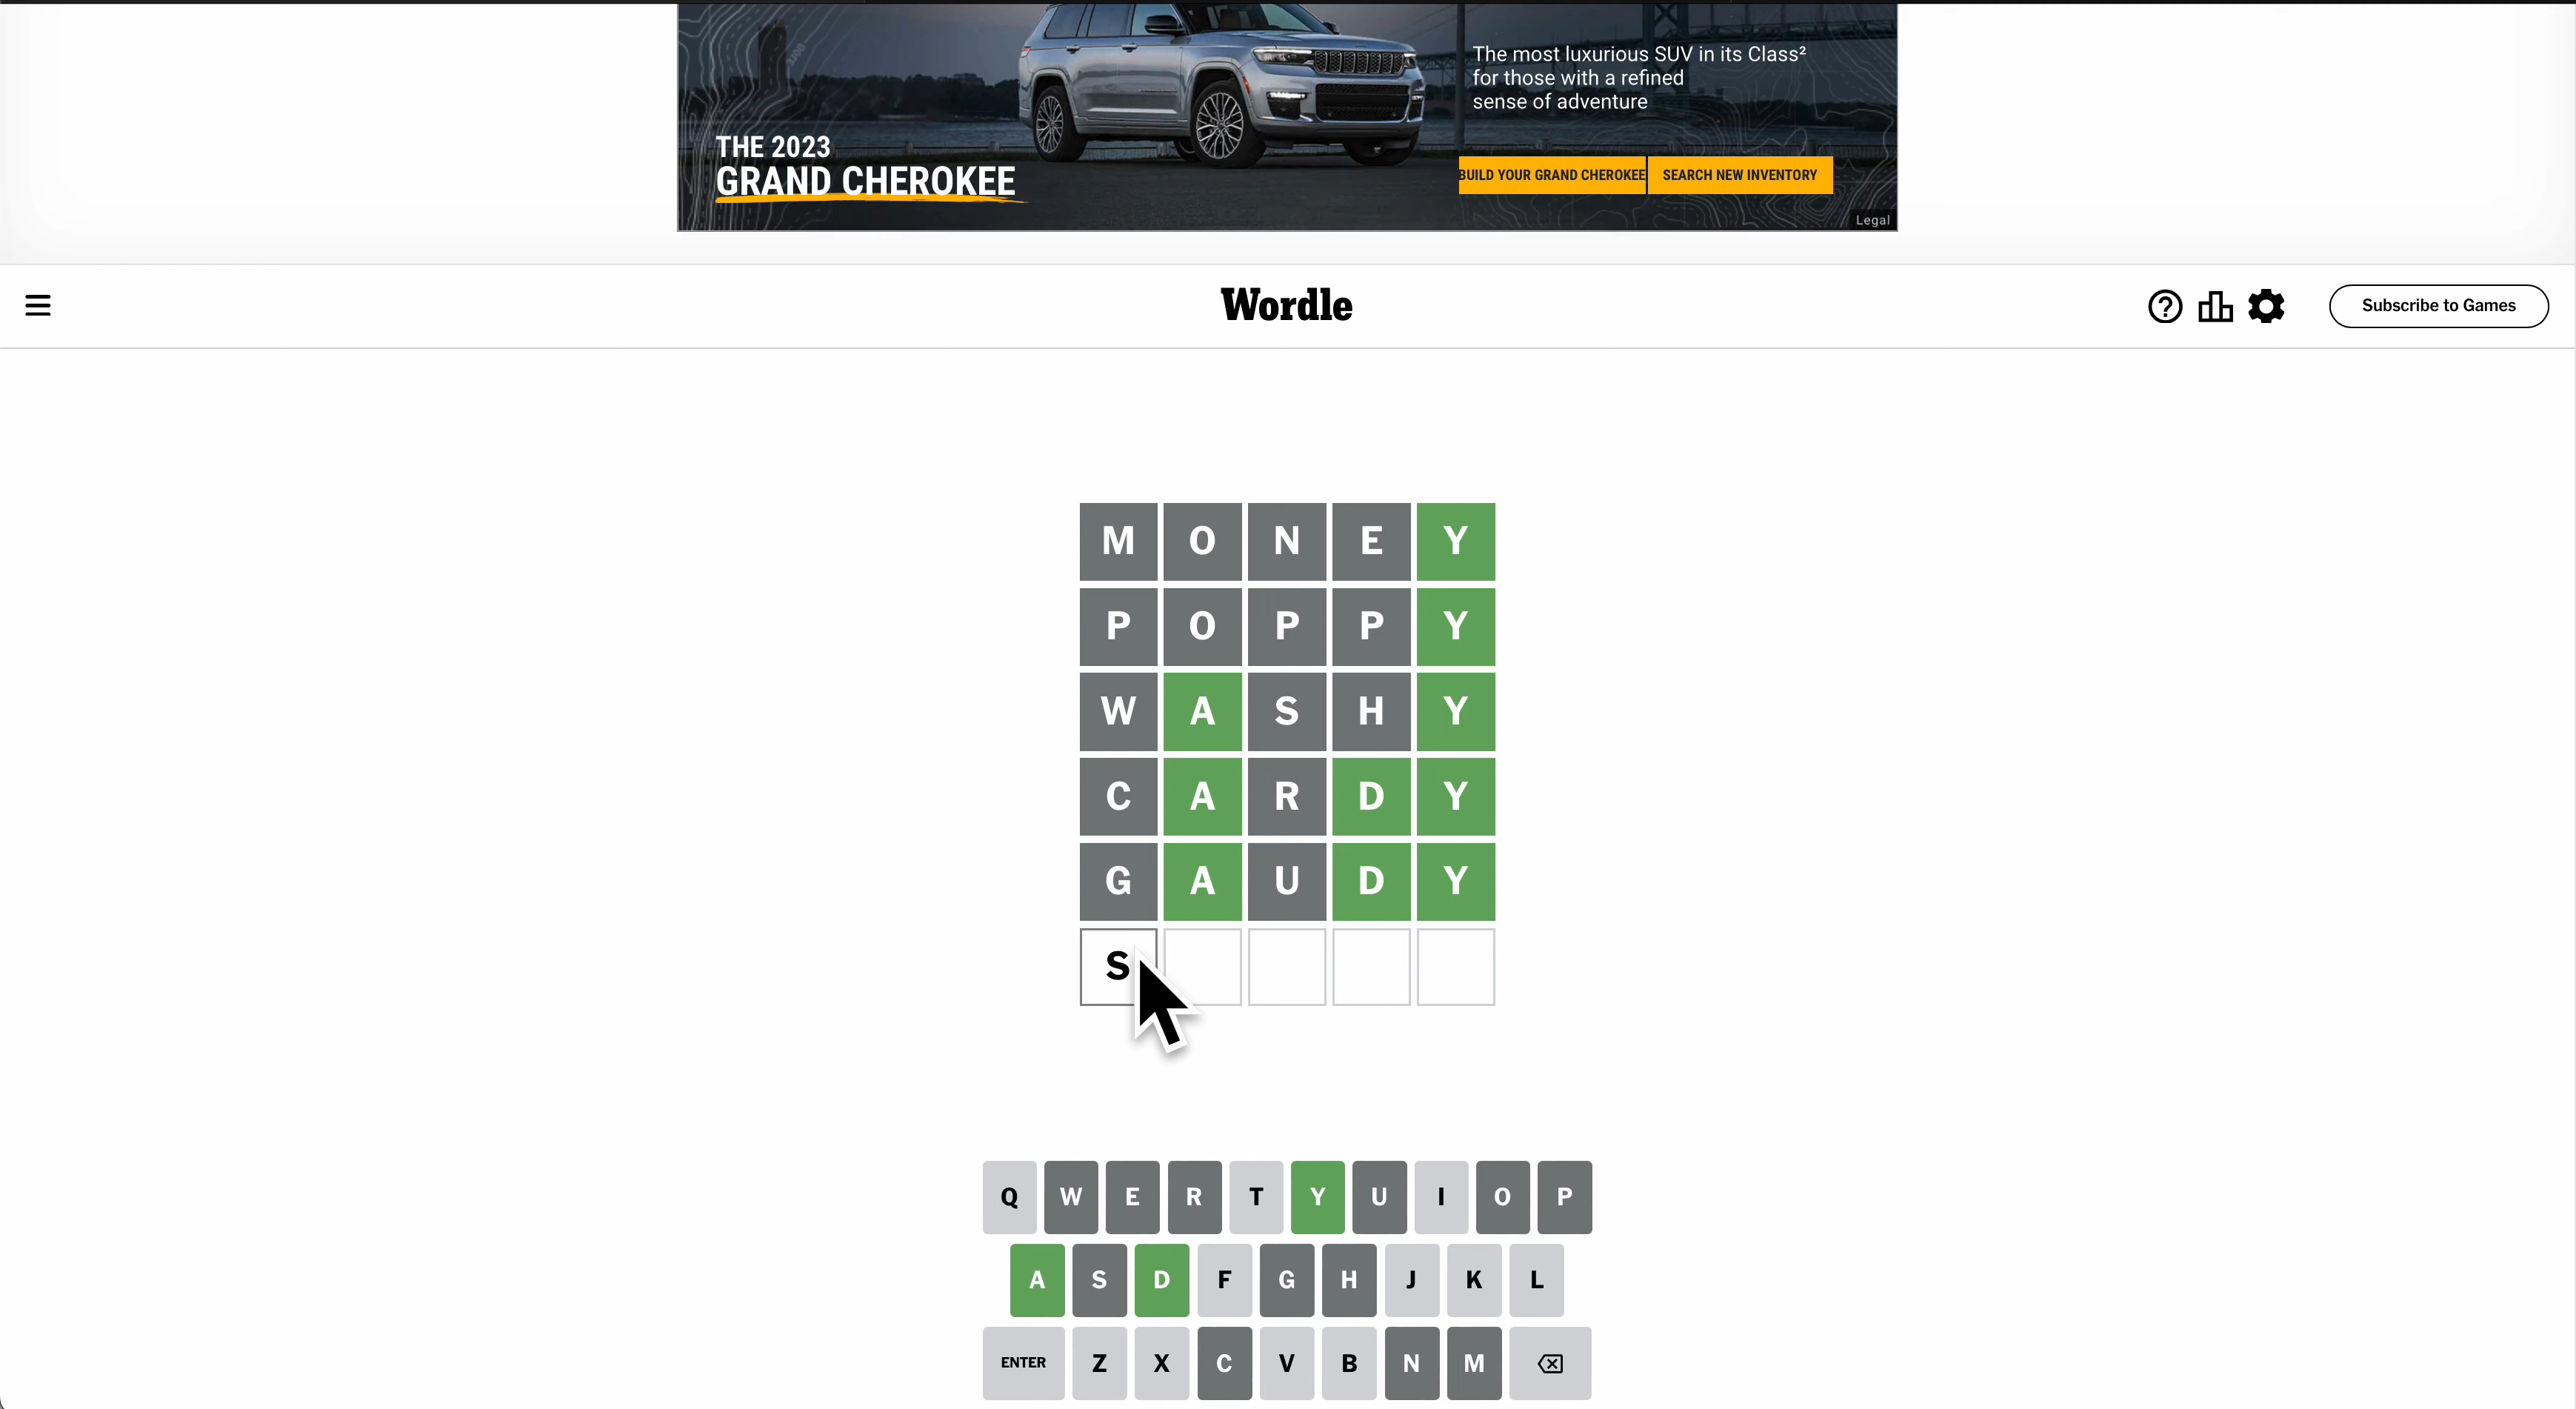 The most luxurious SUV in its Class²
for those with a refined
sense of adventure
THE 2023
GRAND CHEROKEE
BUILD YOUR GRAND CHEROKEE
SEARCH NEW INVENTORY
Legal
Wordle
Subscribe to Games
M O N E Y
P O P P Y
W A S H Y
C A R D Y
G A U D Y
S
Q W E R T Y U I O P
A S D F G H J K L
ENTER Z X C V B N M